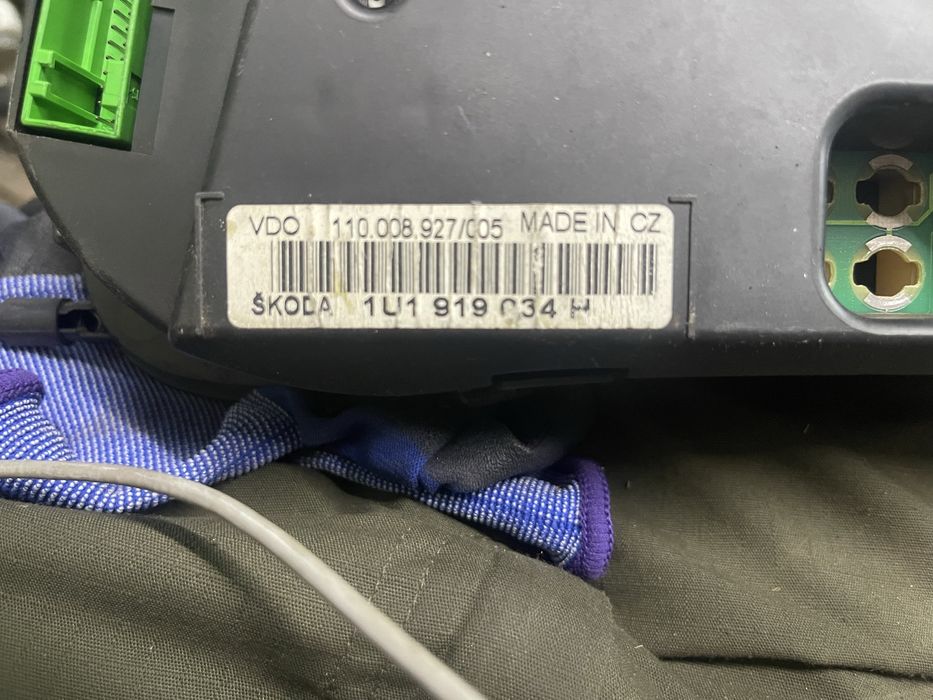 VDO 110.008.927/005 MADE IN CZ
ŠKODA 1U1 919 034 H